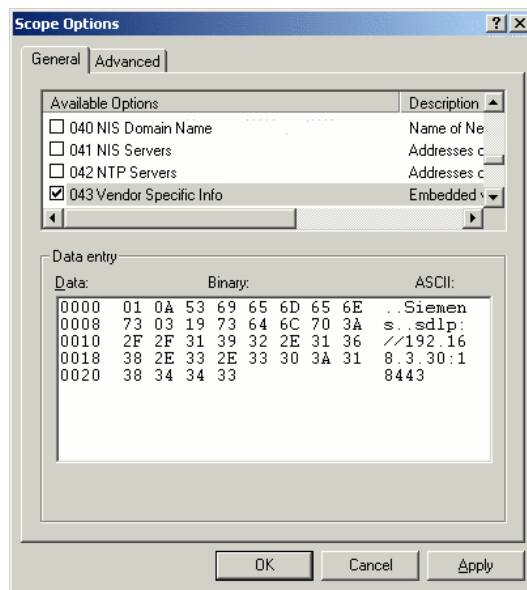 Scope Options
General Advanced
Available Options Description
040 NIS Domain Name Name of Ne
041 NIS Servers Addresses c
042 NTP Servers Addresses c
043 Vendor Specific Info Embedded v
Data entry
Data: Binary: ASCII:
0000 01 0A 53 69 65 6D 65 6E ..Siemen
0008 73 03 19 73 64 6C 70 3A s..sdlp:
0010 2F 2F 31 39 32 2E 31 36 //192.16
0018 38 2E 33 2E 33 30 3A 31 8.3.30:1
0020 38 34 34 33 8443
OK Cancel Apply